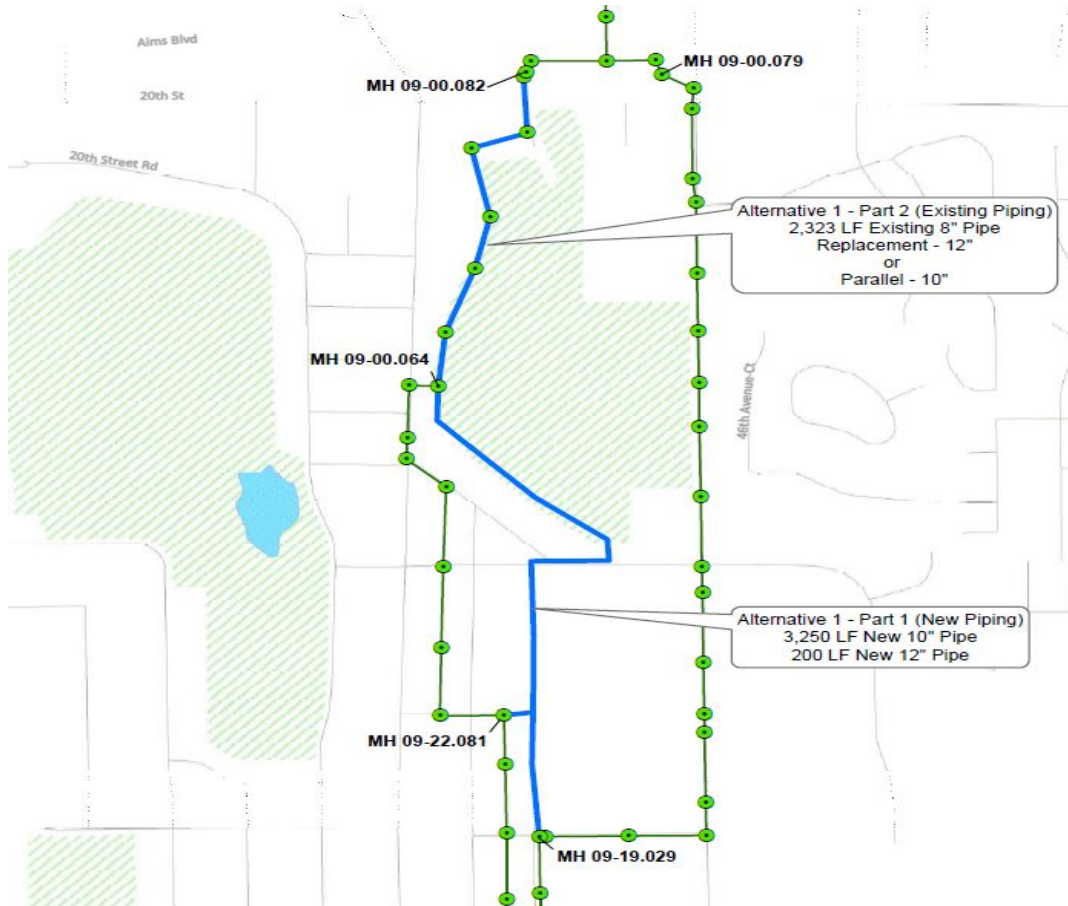 Aims Blvd
MH 09-00.082
MH 09-00.079
20th St
20th Street Rd
Alternative 1 - Part 2 (Existing Piping)
2,323 LF Existing 8" Pipe
Replacement - 12"
or
Parallel - 10"
MH 09-00.064
46th Avenue Ct
Alternative 1 - Part 1 (New Piping)
3,250 LF New 10" Pipe
200 LF New 12" Pipe
MH 09-22.081
MH 09-19.029